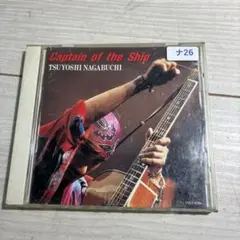 Captain of the Ship
TSUYOSHI NAGABUCHI
ナ26